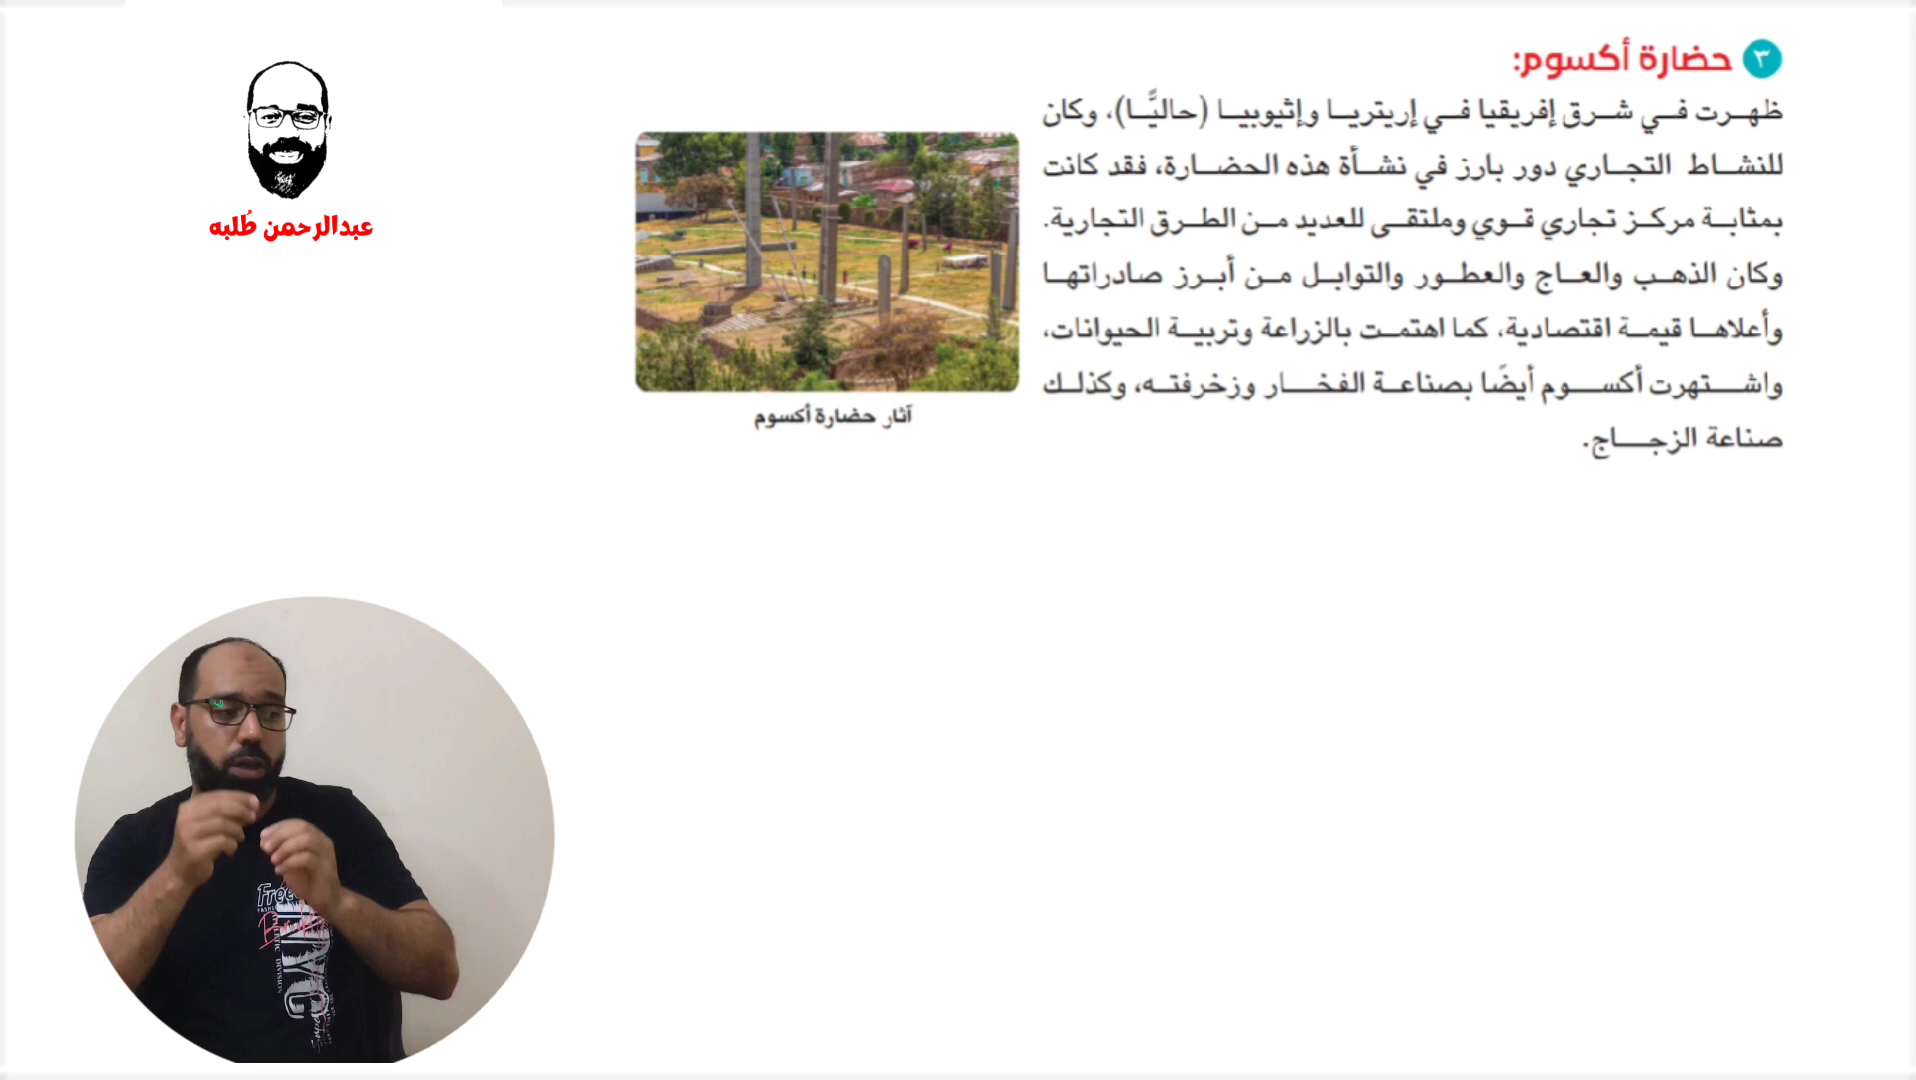 ٣ حضارة أكسوم:
ظهرت في شرق إفريقيا في إريتريا وإثيوبيا (حاليًّا)، وكان
للنشاط التجاري دور بارز في نشأة هذه الحضارة، فقد كانت
بمثابة مركز تجاري قوي وملتقى للعديد من الطرق التجارية.
وكان الذهب والعاج والعطور والتوابل من أبرز صادراتها
وأعلاها قيمة اقتصادية، كما اهتمت بالزراعة وتربية الحيوانات،
واشتهرت أكسوم أيضًا بصناعة الفخار وزخرفته، وكذلك
صناعة الزجاج.
آثار حضارة أكسوم
عبدالرحمن طُلبه
NYC
DIVISION